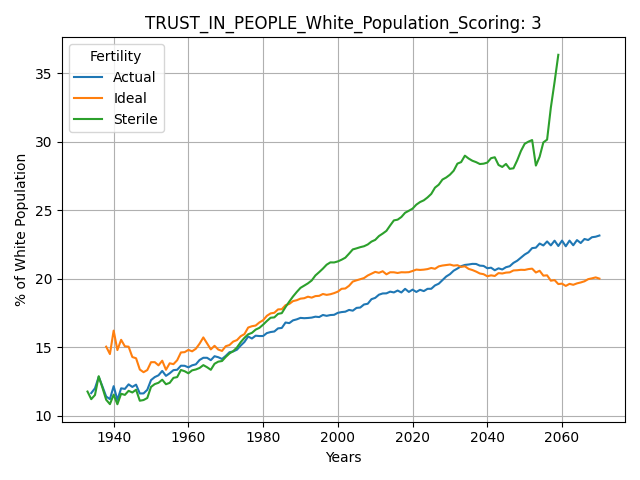 TRUST_IN_PEOPLE_White_Population_Scoring: 3
Fertility
Actual
Ideal
Sterile
% of White Population
35
30
25
20
15
10
1940 1960 1980 2000 2020 2040 2060
Years